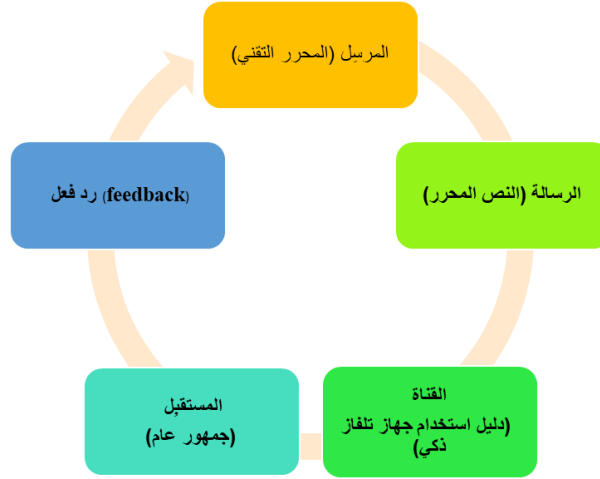 المرسِل (المحرر التقني)
الرسالة (النص المحرر)
القناة
(دليل استخدام جهاز تلفاز
ذكي)
المستقبِل
(جمهور عام)
رد فعل (feedback)